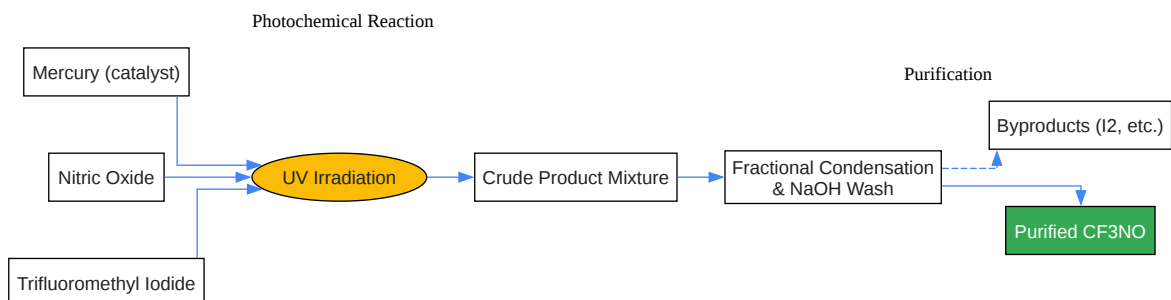 Photochemical Reaction
Mercury (catalyst)
Nitric Oxide
Trifluoromethyl Iodide
UV Irradiation
Crude Product Mixture
Purification
Fractional Condensation
& NaOH Wash
Byproducts (I2, etc.)
Purified CF3NO